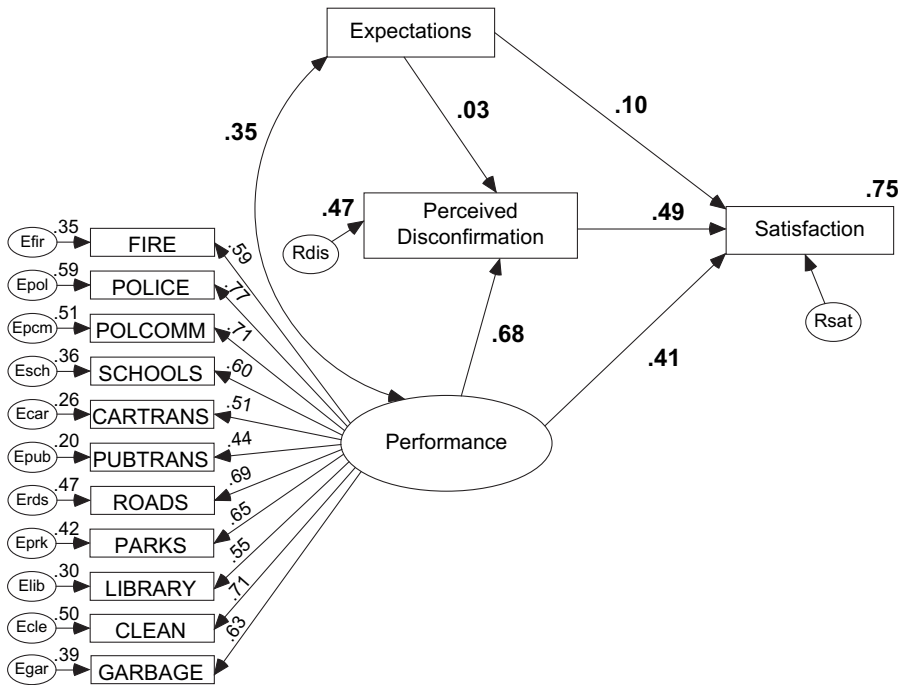 Expectations
.35
.03
.10
.47
Perceived
Disconfirmation
Rdis
.49
.75
Satisfaction
Rsat
.68
.41
Performance
Efir
.35
FIRE
.59
Epol
.59
POLICE
.77
Epcm
.51
POLCOMM
.71
Esch
.36
SCHOOLS
.60
Ecar
.26
CARTRANS
.51
Epub
.20
PUBTRANS
.44
Erds
.47
ROADS
.69
Eprk
.42
PARKS
.65
Elib
.30
LIBRARY
.55
Ecle
.50
CLEAN
.71
Egar
.39
GARBAGE
.63